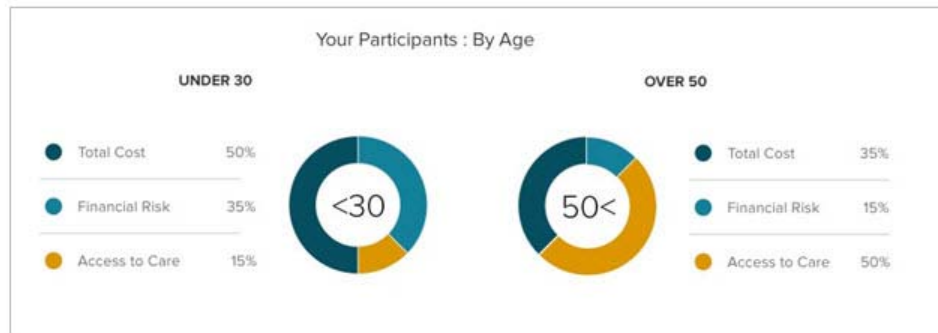 Your Participants : By Age
UNDER 30
Total Cost 50%
Financial Risk 35%
Access to Care 15%
<30
OVER 50
50<
Total Cost 35%
Financial Risk 15%
Access to Care 50%